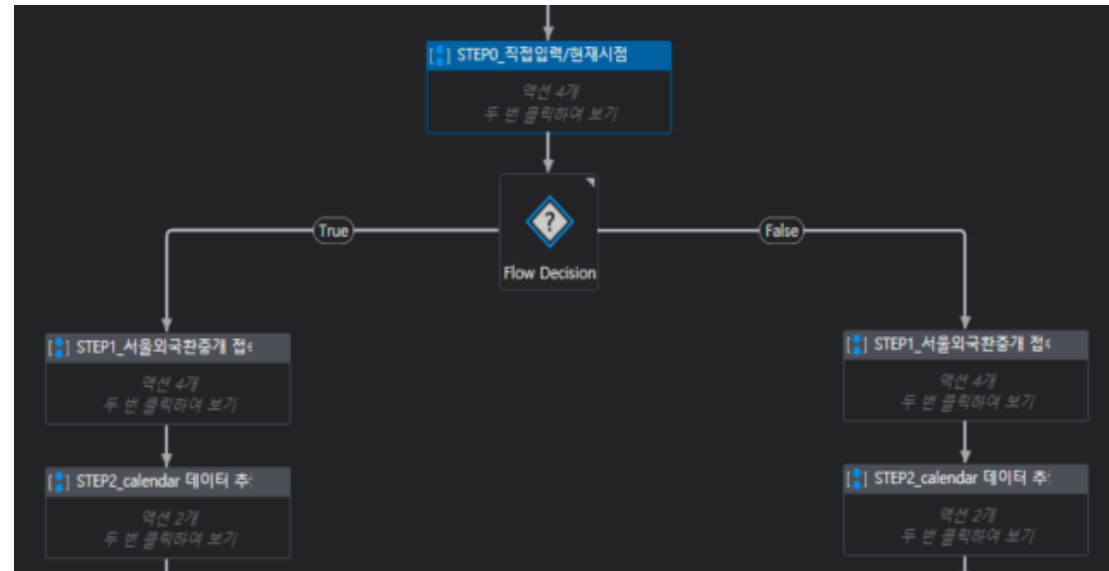 STEP0_직접입력/현재시점
액션 4개
두 번 클릭하여 보기
True
False
?
Flow Decision
STEP1_서울외국환중개 접
액션 4개
두 번 클릭하여 보기
STEP1_서울외국환중개 접
액션 4개
두 번 클릭하여 보기
STEP2_calendar 데이터 추
액션 2개
두 번 클릭하여 보기
STEP2_calendar 데이터 추
액션 2개
두 번 클릭하여 보기